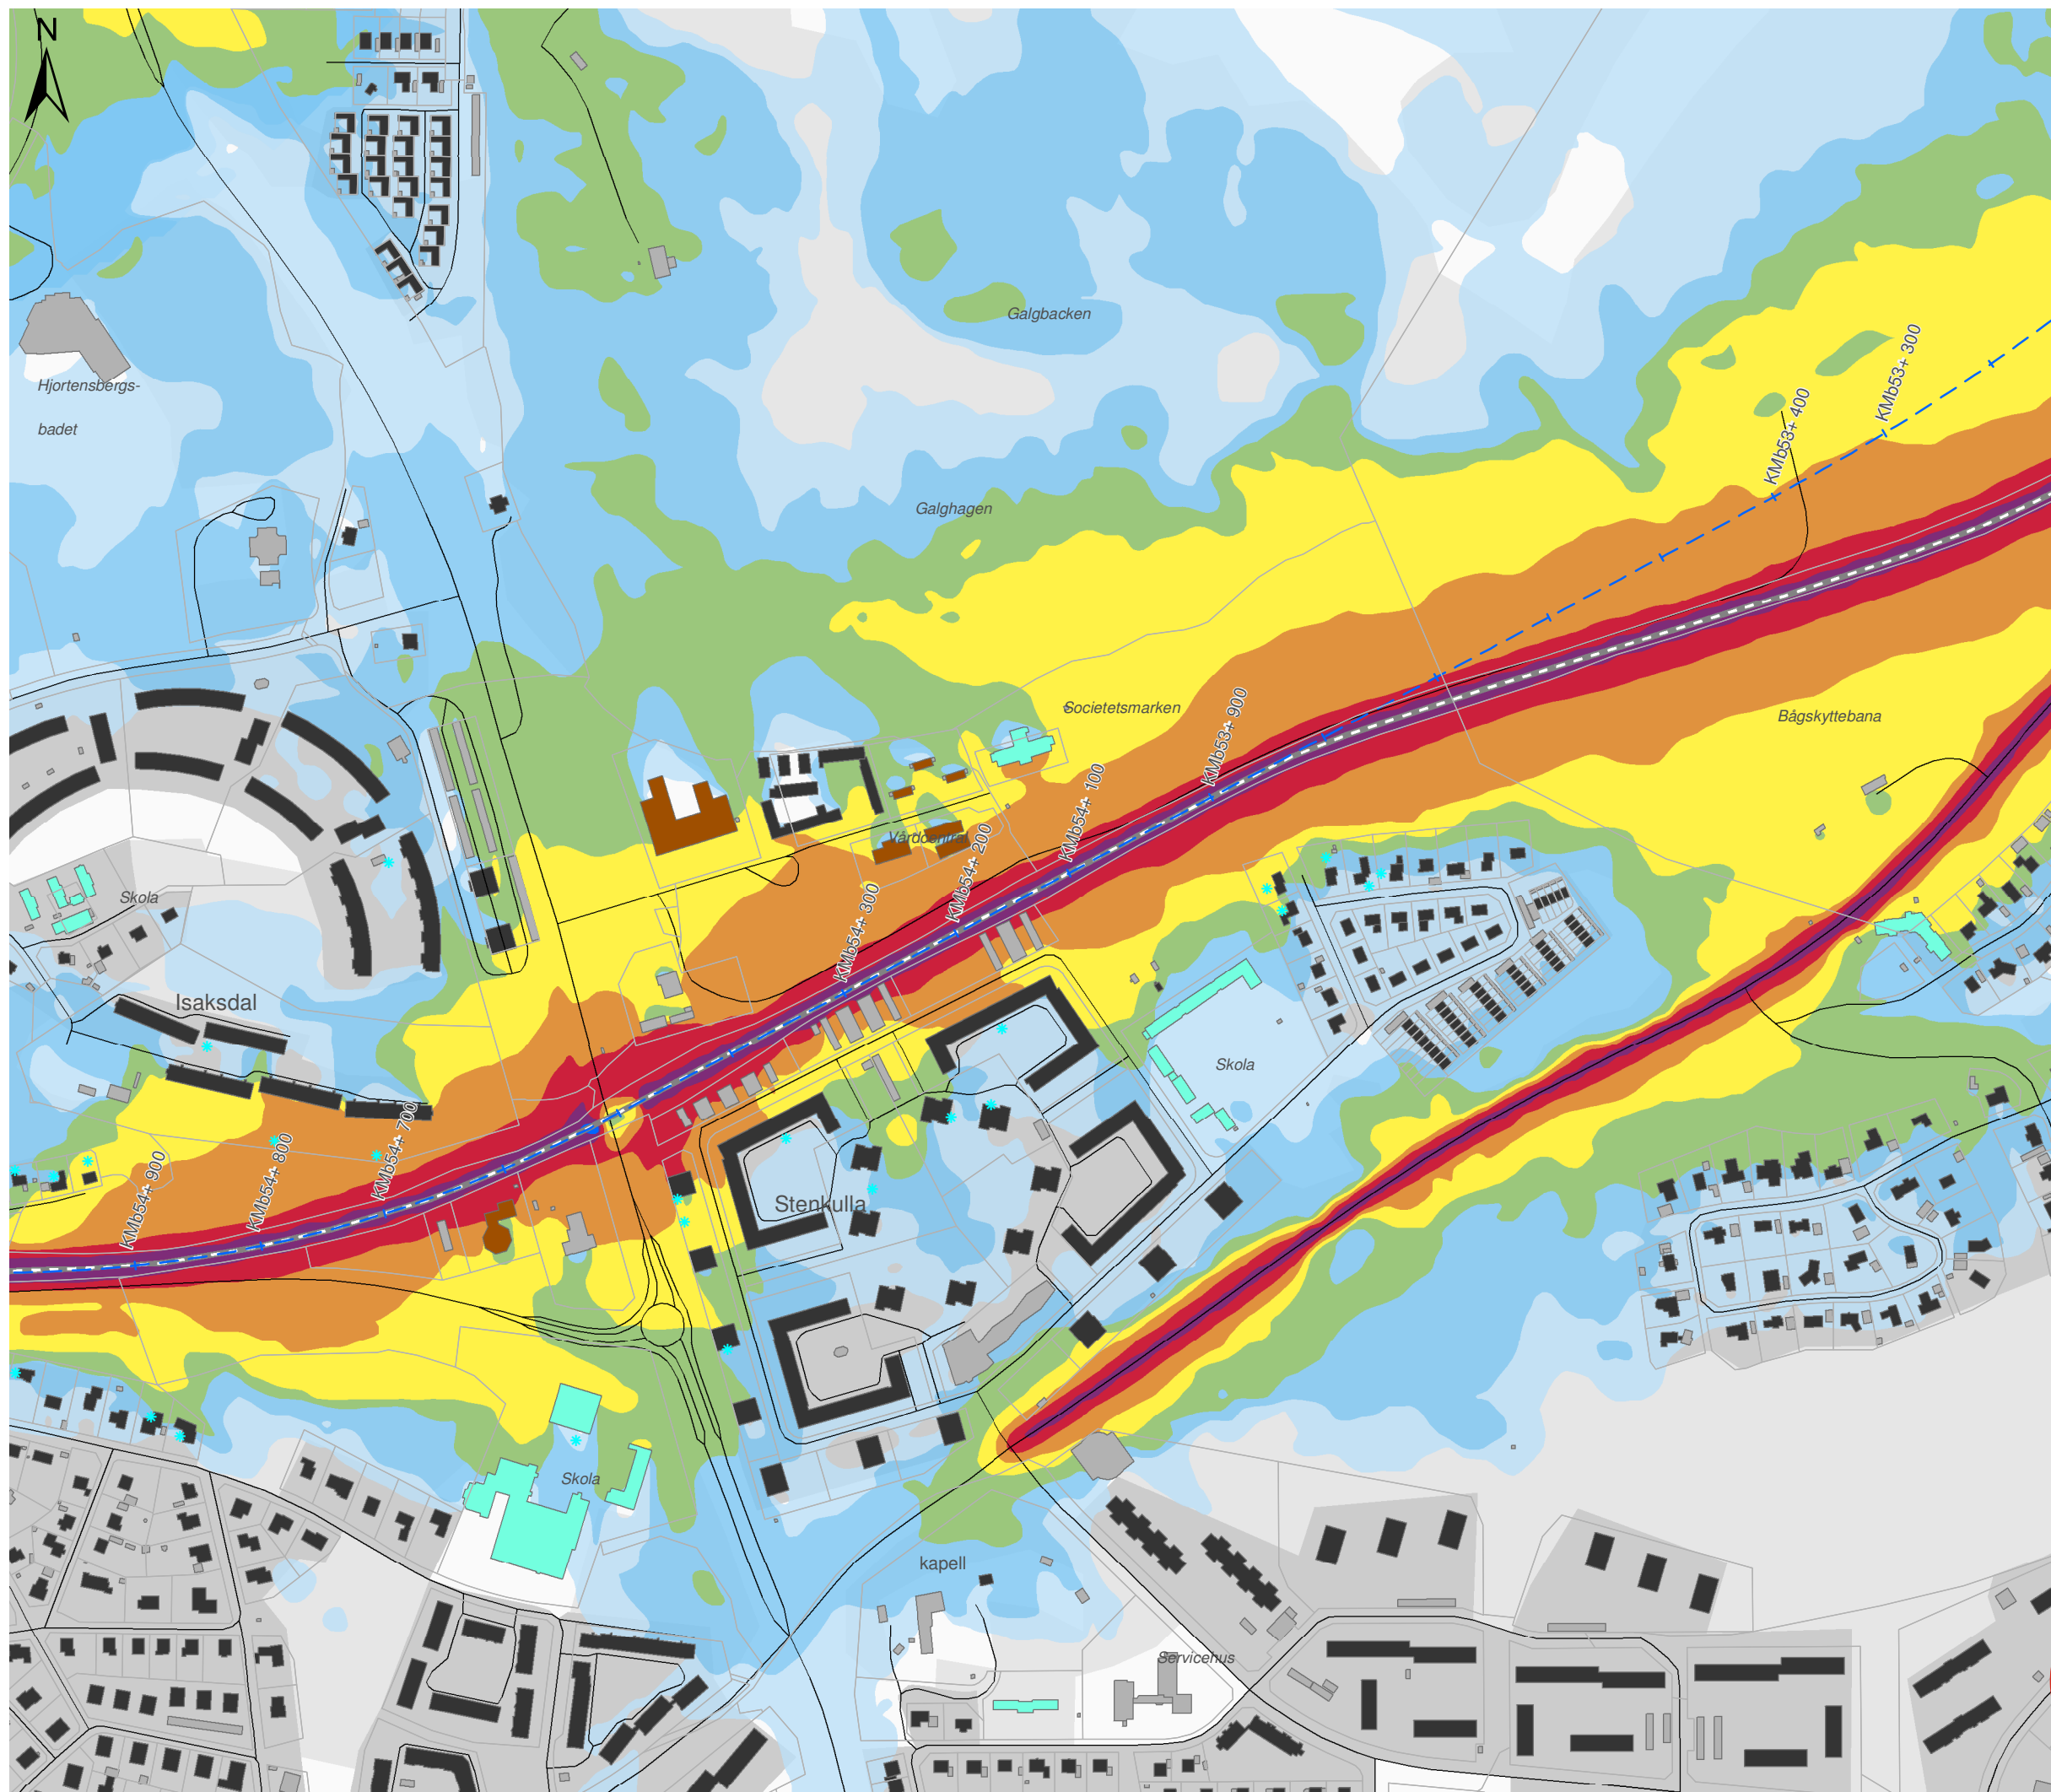 N
Galgbacken
KMb53+ 300
Hjortensbergs-
badet
KMb53+ 400
Galghagen
Societetsmarken
KMb53+ 900
Bågskyttebana
KMb54+ 100
Vårdcentral
KMb54+ 200
Skola
KMb54+ 300
Isaksdal
Skola
KMb54+ 700
KMb54+ 800
KMb54+ 900
Stenkulla
Skola
kapell
Servicehus